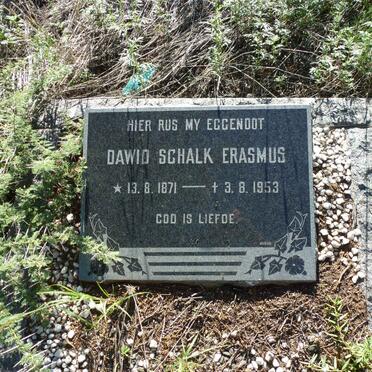 HIER RUS MY EGGENOOT
DAWID SCHALK ERASMUS
★ 13. 8. 1871 — ✝ 3. 8. 1953
GOD IS LIEFDE